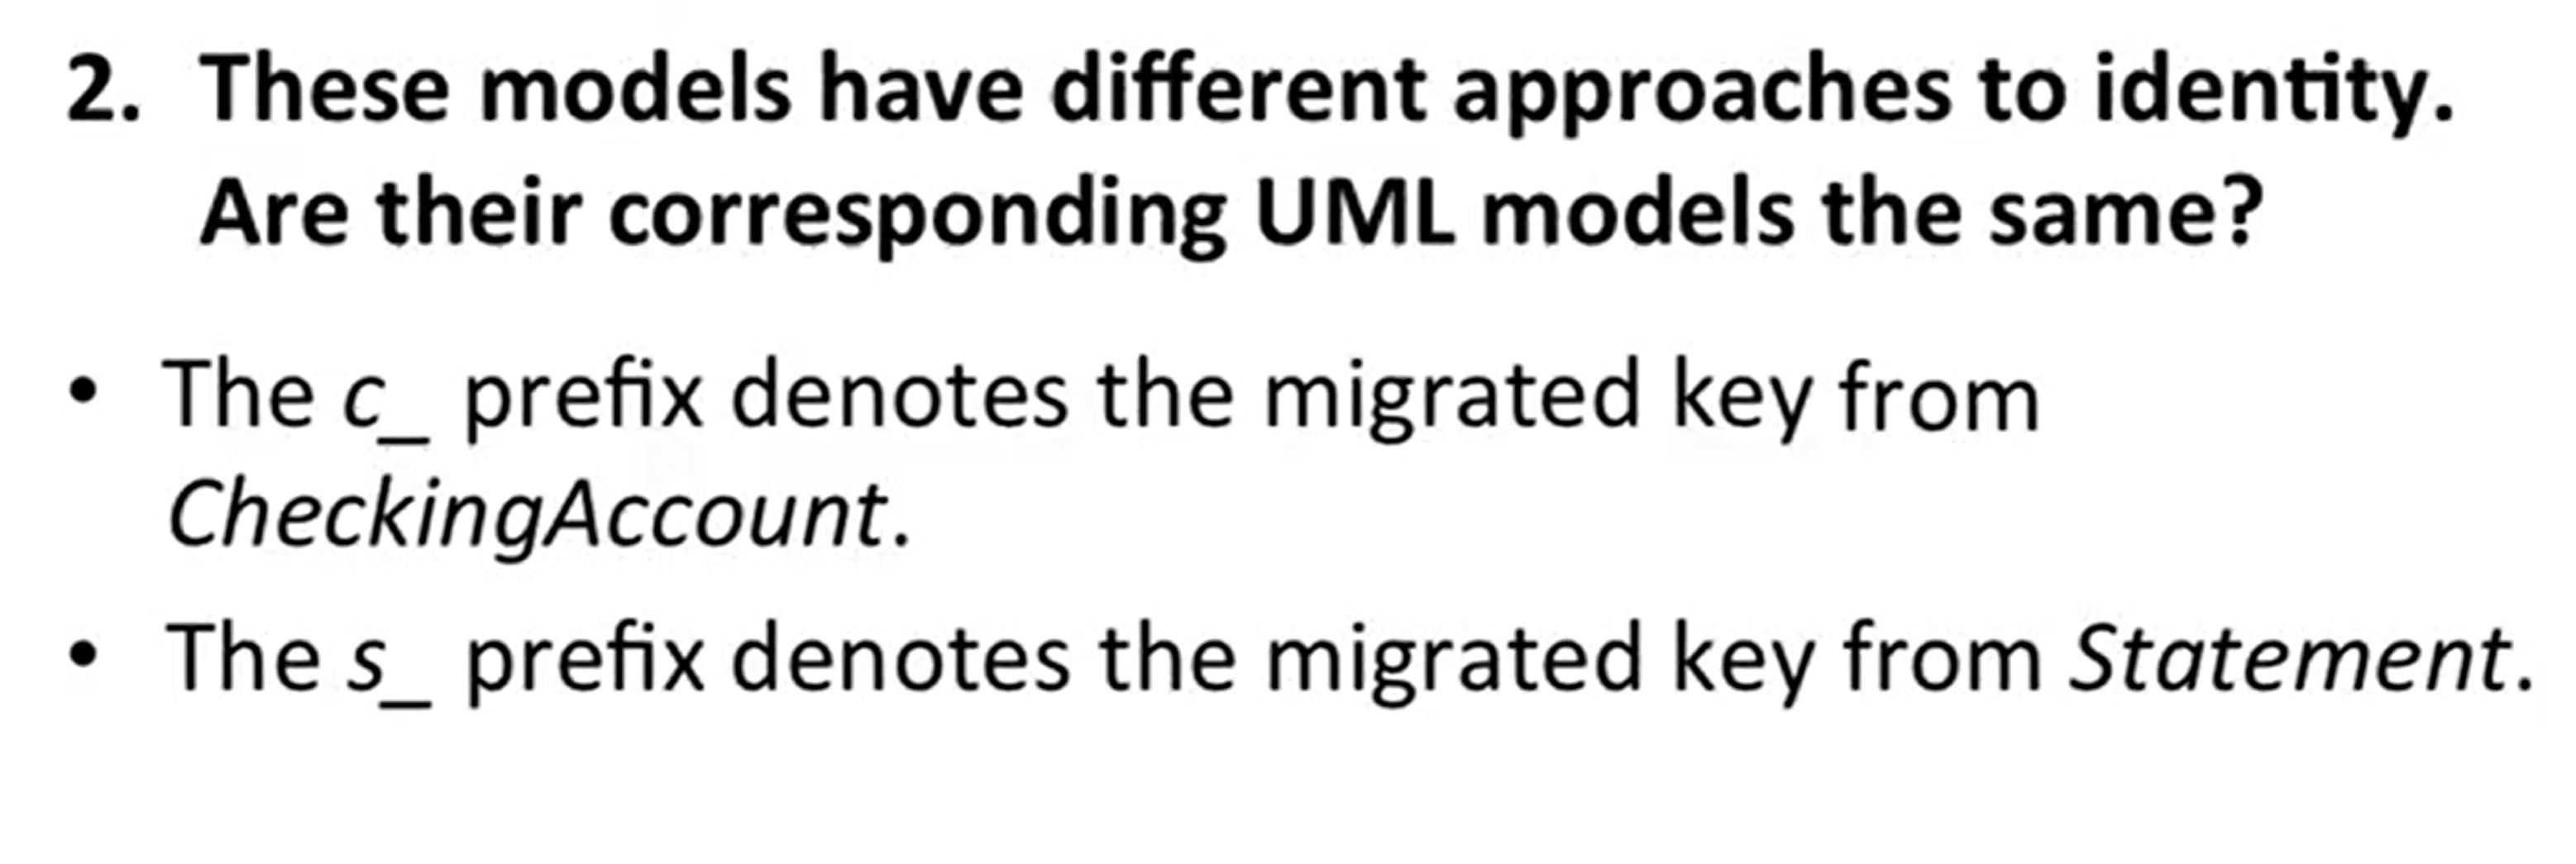 2. These models have different approaches to identity.
Are their corresponding UML models the same?
• The c_ prefix denotes the migrated key from
CheckingAccount.
• The s_ prefix denotes the migrated key from Statement.